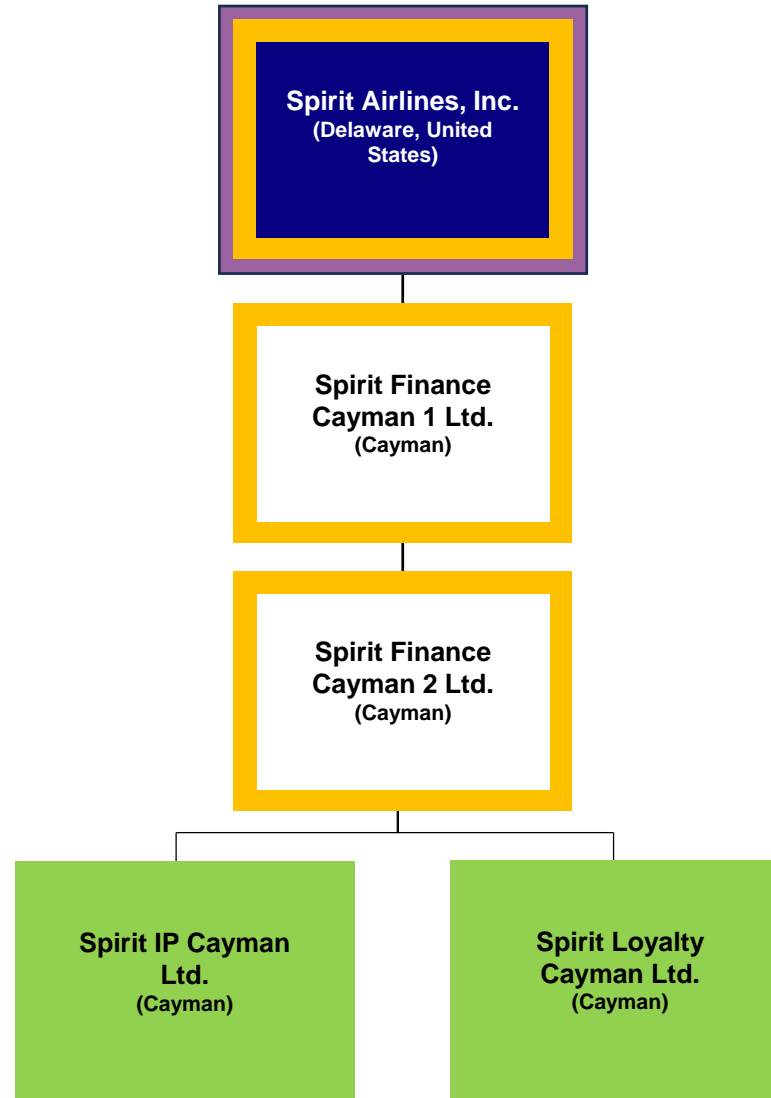 Spirit Airlines, Inc.
(Delaware, United
States)
Spirit Finance
Cayman 1 Ltd.
(Cayman)
Spirit Finance
Cayman 2 Ltd.
(Cayman)
Spirit IP Cayman
Ltd.
(Cayman)
Spirit Loyalty
Cayman Ltd.
(Cayman)